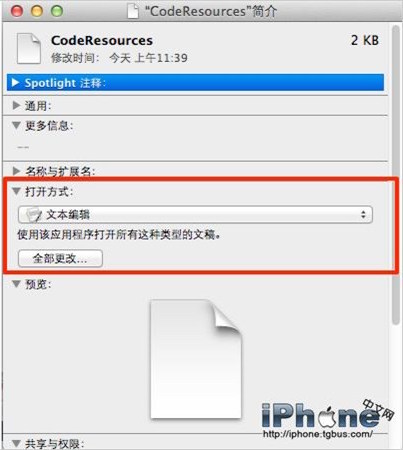 “CodeResources”简介
CodeResources
2 KB
修改时间： 今天 上午11:39
Spotlight 注释：
通用：
更多信息：
--
名称与扩展名：
打开方式：
文本编辑
使用该应用程序打开所有这种类型的文稿。
全部更改...
预览：
iPhone 中文网
http://iphone.tgbus.com/
共享与权限：